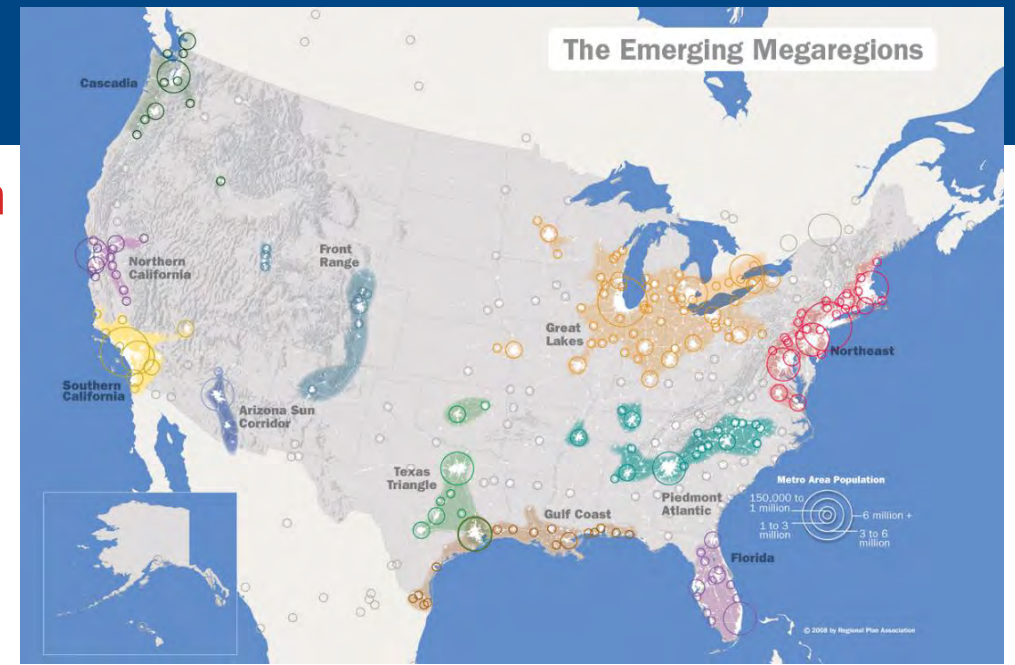 The Emerging Megaregions
Cascadia
Northern
California
Front
Range
Great
Lakes
Northeast
Southern
California
Arizona Sun
Corridor
Texas
Triangle
Gulf Coast
Piedmont
Atlantic
Metro Area Population
150,000 to
1 million
1 to 3
million
6 million +
3 to 6
million
Florida
© 2008 by Regional Plan Association